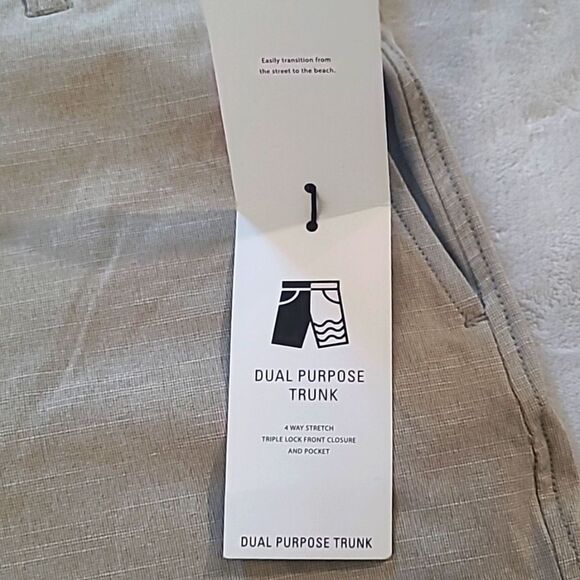 Easily transition from
the street to the beach.
DUAL PURPOSE
TRUNK
4 WAY STRETCH
TRIPLE LOCK FRONT CLOSURE
AND POCKET
DUAL PURPOSE TRUNK